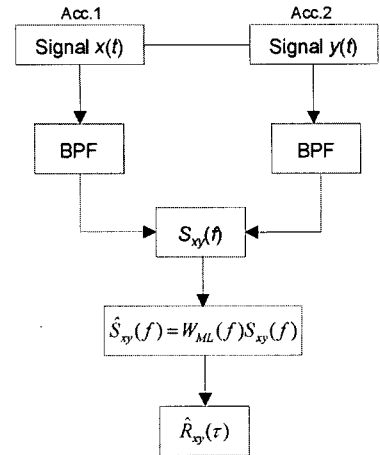 Acc.1 Acc.2
Signal x(t) Signal y(t)
BPF BPF
S_xy(f)
Ŝ_xy(f) = W_ML(f)S_xy(f)
R̂_xy(τ)